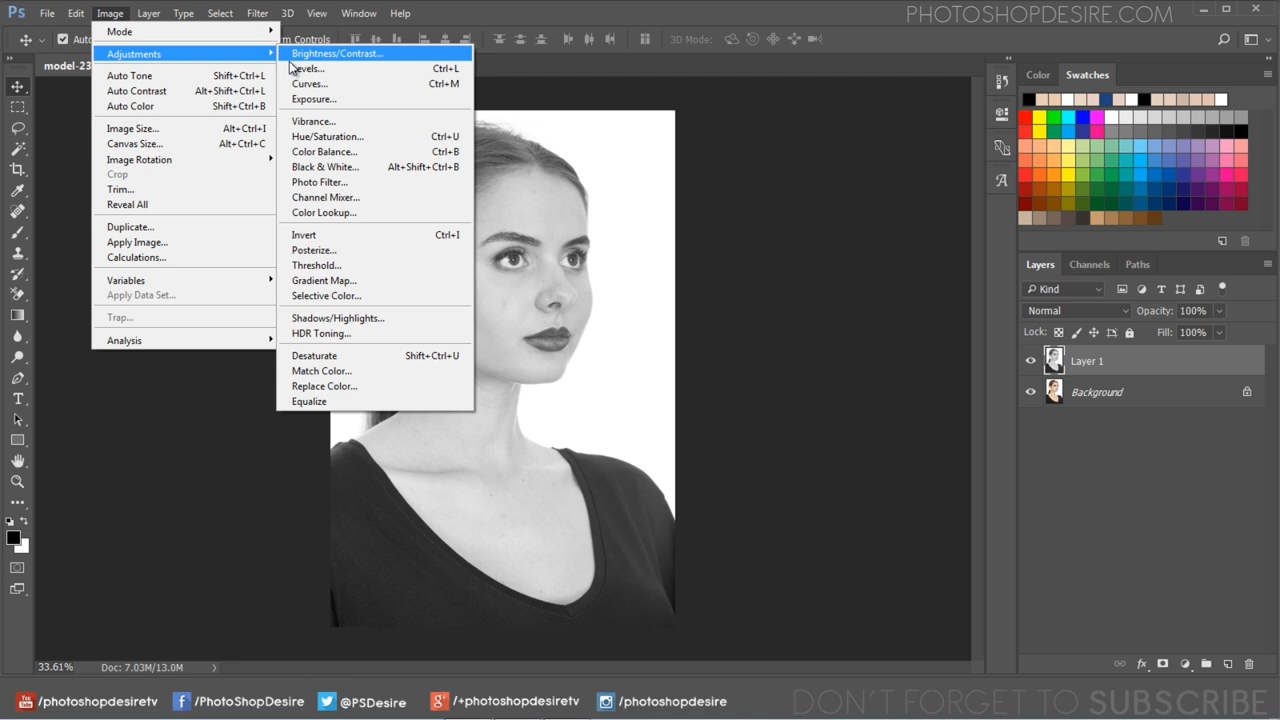 Ps File Edit Image Layer Type Select Filter 3D View Window Help
PHOTOSHOPDESIRE.COM
Controls
3D Mode:
Mode
Adjustments
Auto Tone Shift+Ctrl+L
Auto Contrast Alt+Shift+Ctrl+L
Auto Color Shift+Ctrl+B
Image Size... Alt+Ctrl+I
Canvas Size... Alt+Ctrl+C
Image Rotation
Crop
Trim...
Reveal All
Duplicate...
Apply Image...
Calculations...
Variables
Apply Data Set...
Trap...
Analysis
Brightness/Contrast...
Ctrl+L
Curves... Ctrl+M
Exposure...
Vibrance...
Hue/Saturation... Ctrl+U
Color Balance... Ctrl+B
Black & White... Alt+Shift+Ctrl+B
Photo Filter...
Channel Mixer...
Color Lookup...
Invert Ctrl+I
Posterize...
Threshold...
Gradient Map...
Selective Color...
Shadows/Highlights...
HDR Toning...
Desaturate Shift+Ctrl+U
Match Color...
Replace Color...
Equalize
Color Swatches
Layers Channels Paths
Kind
Normal Opacity: 100%
Lock: Fill: 100%
Layer 1
Background
33.61% Doc: 7.03M/13.0M
/photoshopdesiretv /PhotoShopDesire @PSDesire /+photoshopdesiretv /photoshopdesire
DON'T FORGET TO SUBSCRIBE